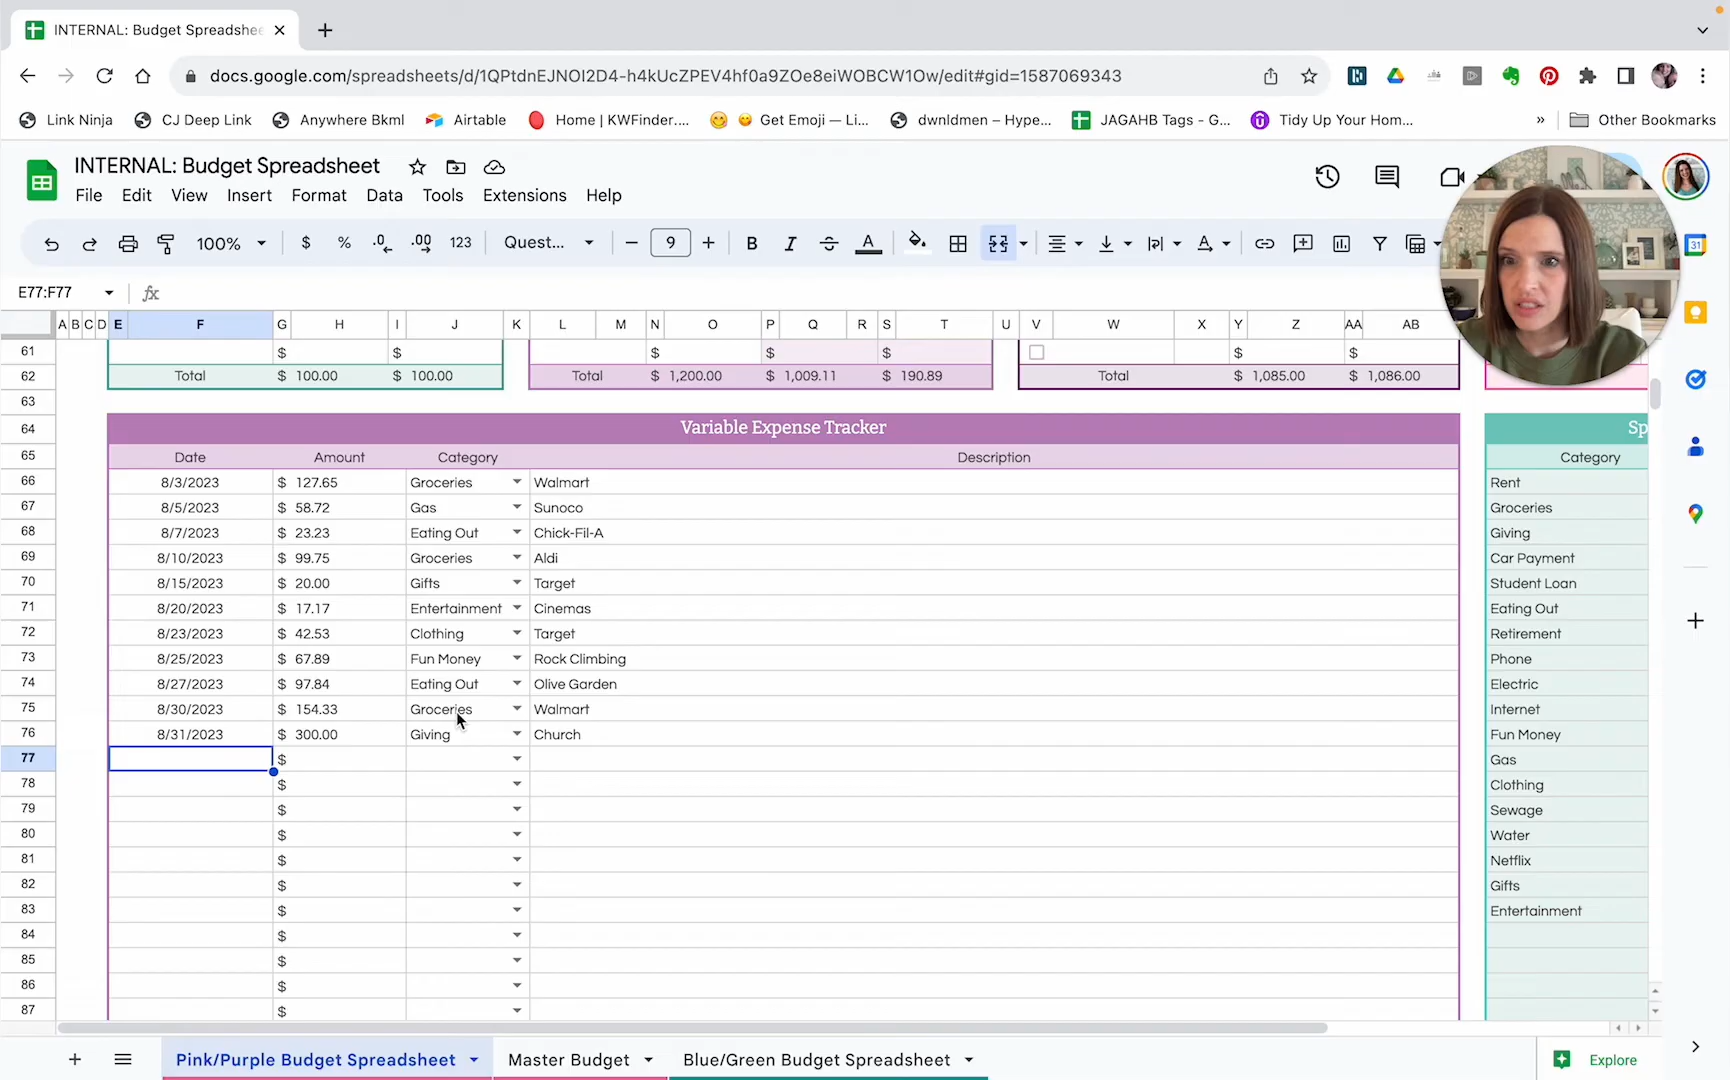 INTERNAL: Budget Spreadshee
docs.google.com/spreadsheets/d/1QPtdnEJNOI2D4-h4kUcZPEV4hf0a9ZOe8eiWOBCW1Ow/edit#gid=1587069343
Link Ninja CJ Deep Link Anywhere Bkml Airtable Home | KWFinder.... Get Emoji — Li... dwnldmen – Hype... JAGAHB Tags - G... Tidy Up Your Hom... » Other Bookmarks
INTERNAL: Budget Spreadsheet
File Edit View Insert Format Data Tools Extensions Help
100% $ % .0 .00 123 Quest... − 9 + B I A 31
E77:F77 fx
A B C D E F G H I J K L M N O P Q R S T U V W X Y Z AA AB
61 $ $ $ $ $ $ $
62 Total $ 100.00 $ 100.00 Total $ 1,200.00 $ 1,009.11 $ 190.89 Total $ 1,085.00 $ 1,086.00
63
64 Variable Expense Tracker Sp
65 Date Amount Category Description Category
66 8/3/2023 $ 127.65 Groceries Walmart Rent
67 8/5/2023 $ 58.72 Gas Sunoco Groceries
68 8/7/2023 $ 23.23 Eating Out Chick-Fil-A Giving
69 8/10/2023 $ 99.75 Groceries Aldi Car Payment
70 8/15/2023 $ 20.00 Gifts Target Student Loan
71 8/20/2023 $ 17.17 Entertainment Cinemas Eating Out
72 8/23/2023 $ 42.53 Clothing Target Retirement
73 8/25/2023 $ 67.89 Fun Money Rock Climbing Phone
74 8/27/2023 $ 97.84 Eating Out Olive Garden Electric
75 8/30/2023 $ 154.33 Groceries Walmart Internet
76 8/31/2023 $ 300.00 Giving Church Fun Money
77 $ Gas
78 $ Clothing
79 $ Sewage
80 $ Water
81 $ Netflix
82 $ Gifts
83 $ Entertainment
84 $
85 $
86 $
87 $
Pink/Purple Budget Spreadsheet Master Budget Blue/Green Budget Spreadsheet Explore